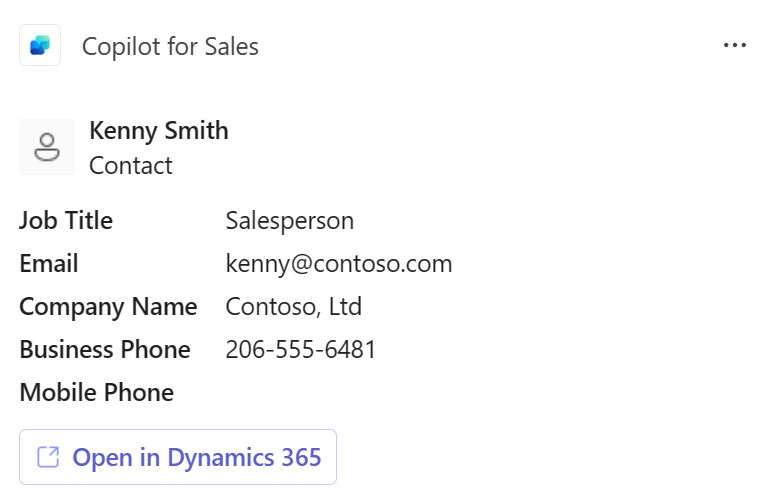 Copilot for Sales
Kenny Smith
Contact
Job Title Salesperson
Email kenny@contoso.com
Company Name Contoso, Ltd
Business Phone 206-555-6481
Mobile Phone
Open in Dynamics 365